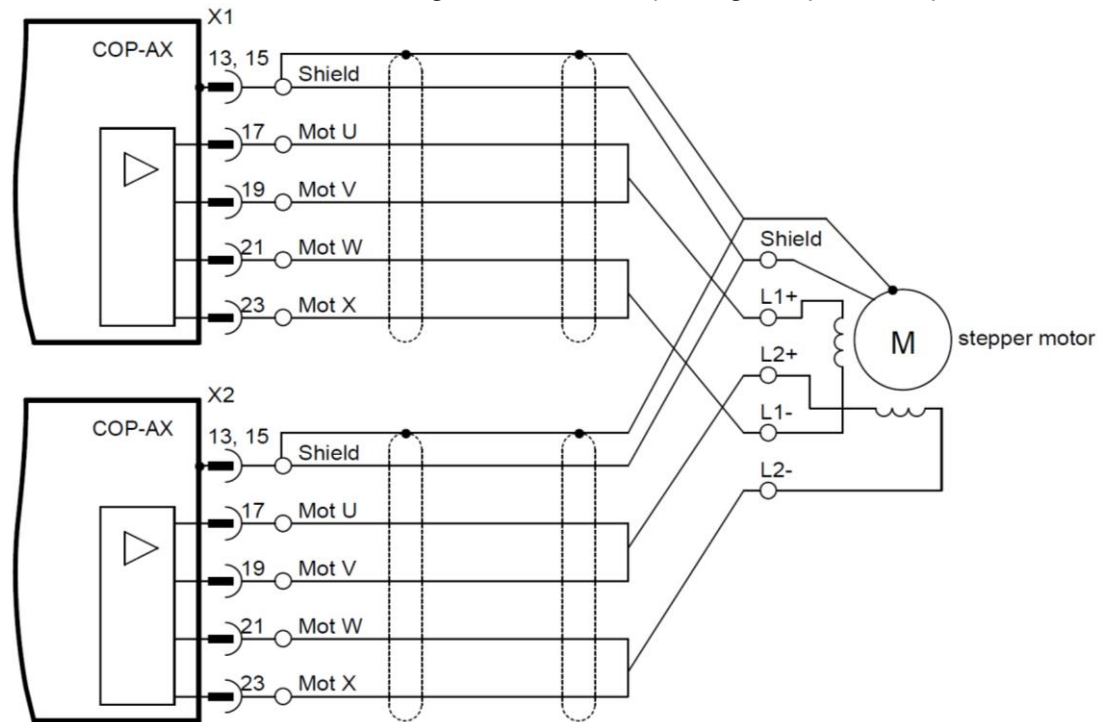 X1
COP-AX
13, 15
Shield
17 Mot U
19 Mot V
21 Mot W
23 Mot X
Shield
L1+
L2+
L1-
L2-
M
stepper motor
X2
COP-AX
13, 15
Shield
17 Mot U
19 Mot V
21 Mot W
23 Mot X